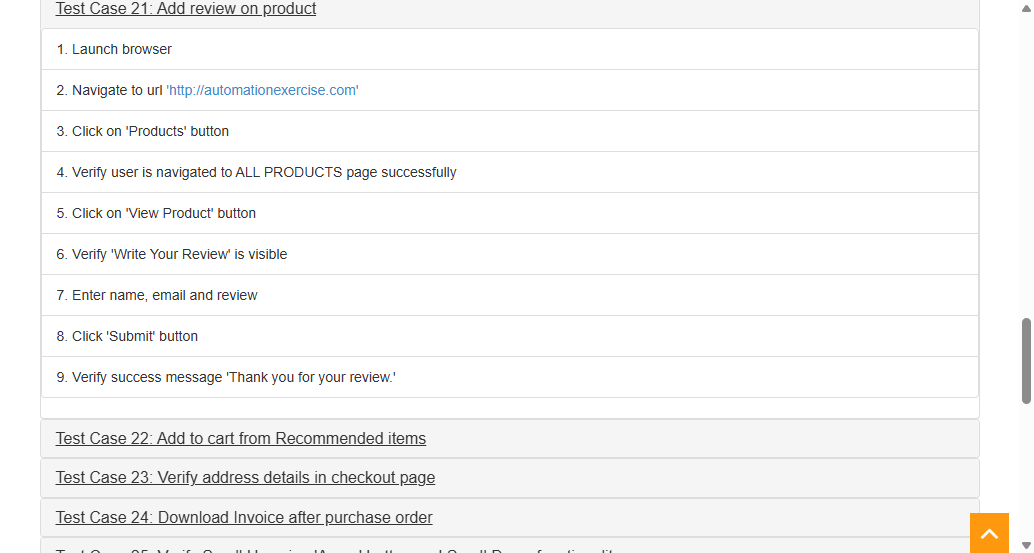 Test Case 21: Add review on product
1. Launch browser
2. Navigate to url 'http://automationexercise.com'
3. Click on 'Products' button
4. Verify user is navigated to ALL PRODUCTS page successfully
5. Click on 'View Product' button
6. Verify 'Write Your Review' is visible
7. Enter name, email and review
8. Click 'Submit' button
9. Verify success message 'Thank you for your review.'
Test Case 22: Add to cart from Recommended items
Test Case 23: Verify address details in checkout page
Test Case 24: Download Invoice after purchase order